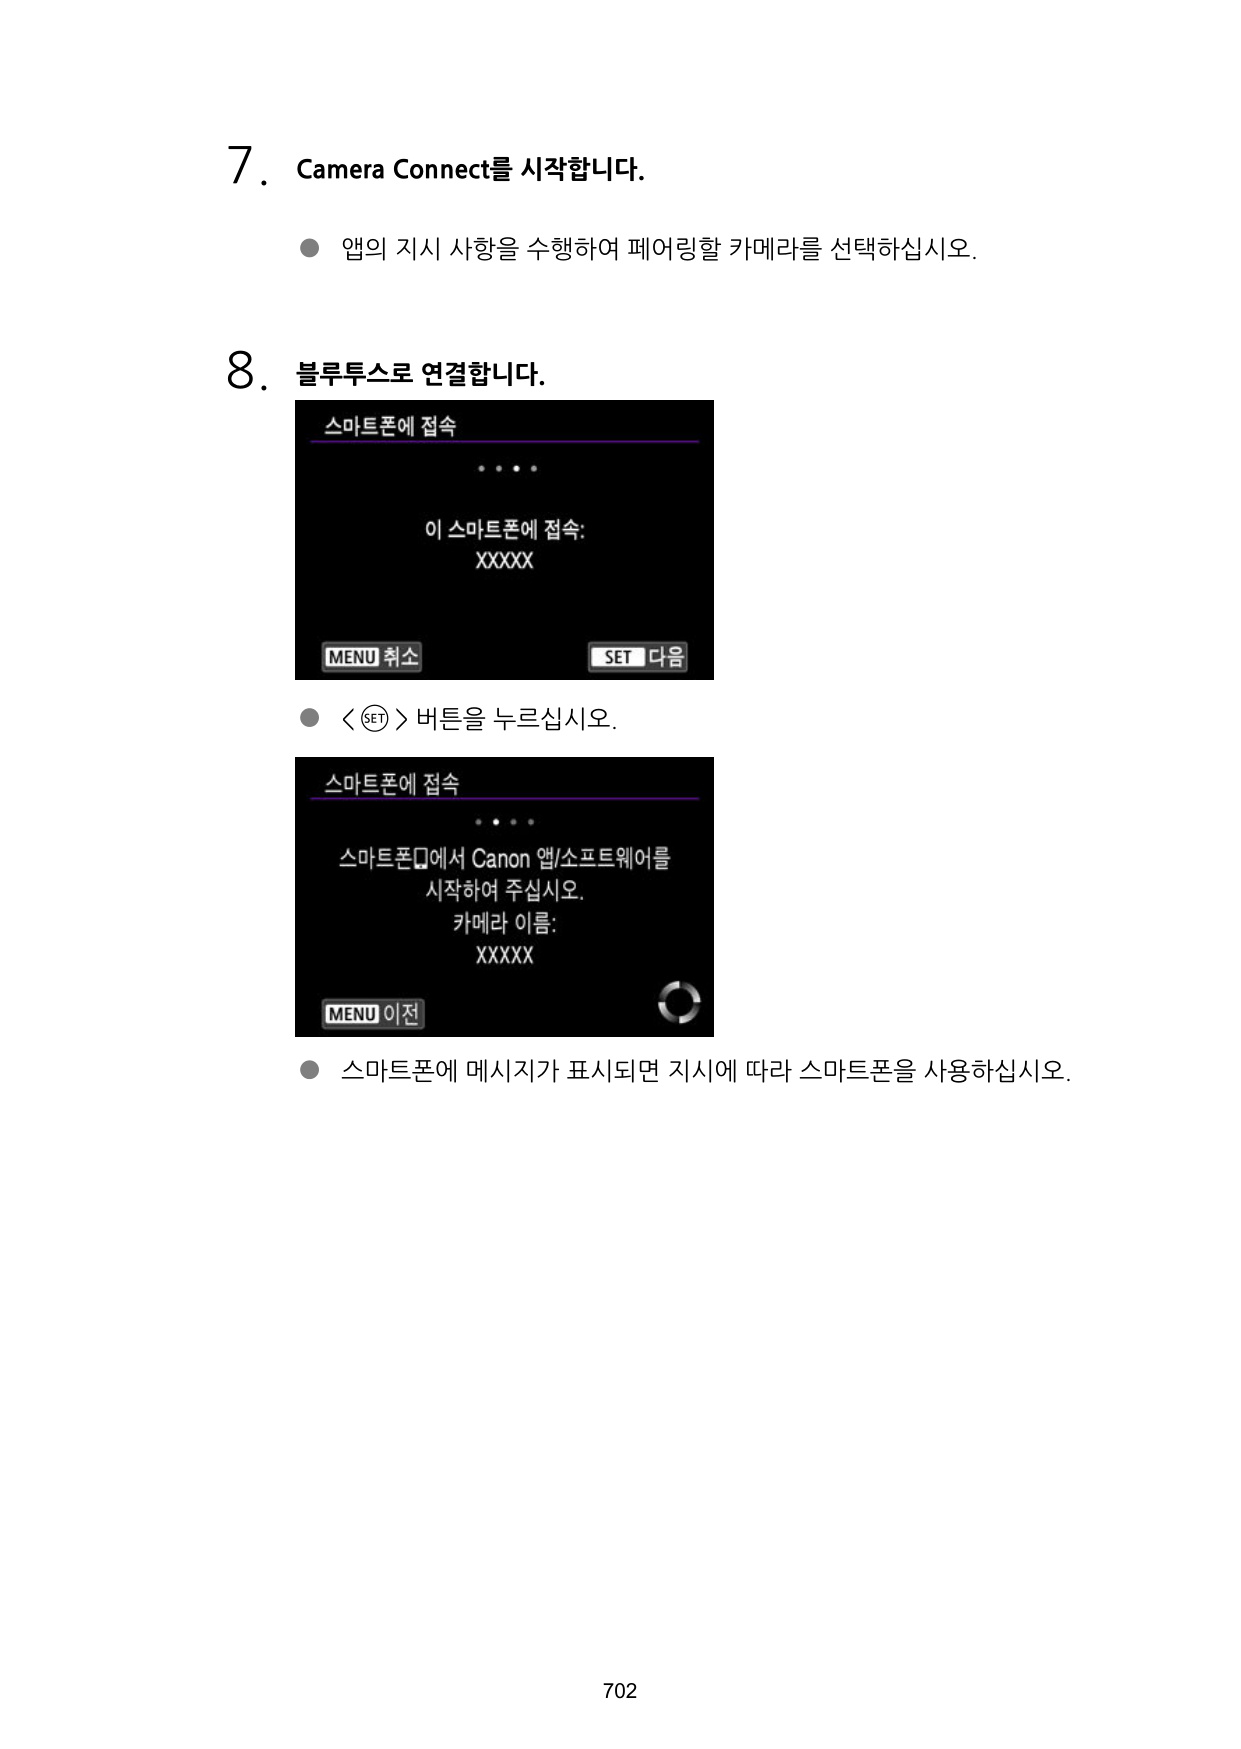 7. Camera Connect를 시작합니다.
● 앱의 지시 사항을 수행하여 페어링할 카메라를 선택하십시오.
8. 블루투스로 연결합니다.
스마트폰에 접속
이 스마트폰에 접속:
XXXXX
MENU 취소 SET 다음
● < SET > 버튼을 누르십시오.
스마트폰에 접속
스마트폰에서 Canon 앱/소프트웨어를
시작하여 주십시오.
카메라 이름:
XXXXX
MENU 이전
● 스마트폰에 메시지가 표시되면 지시에 따라 스마트폰을 사용하십시오.
702